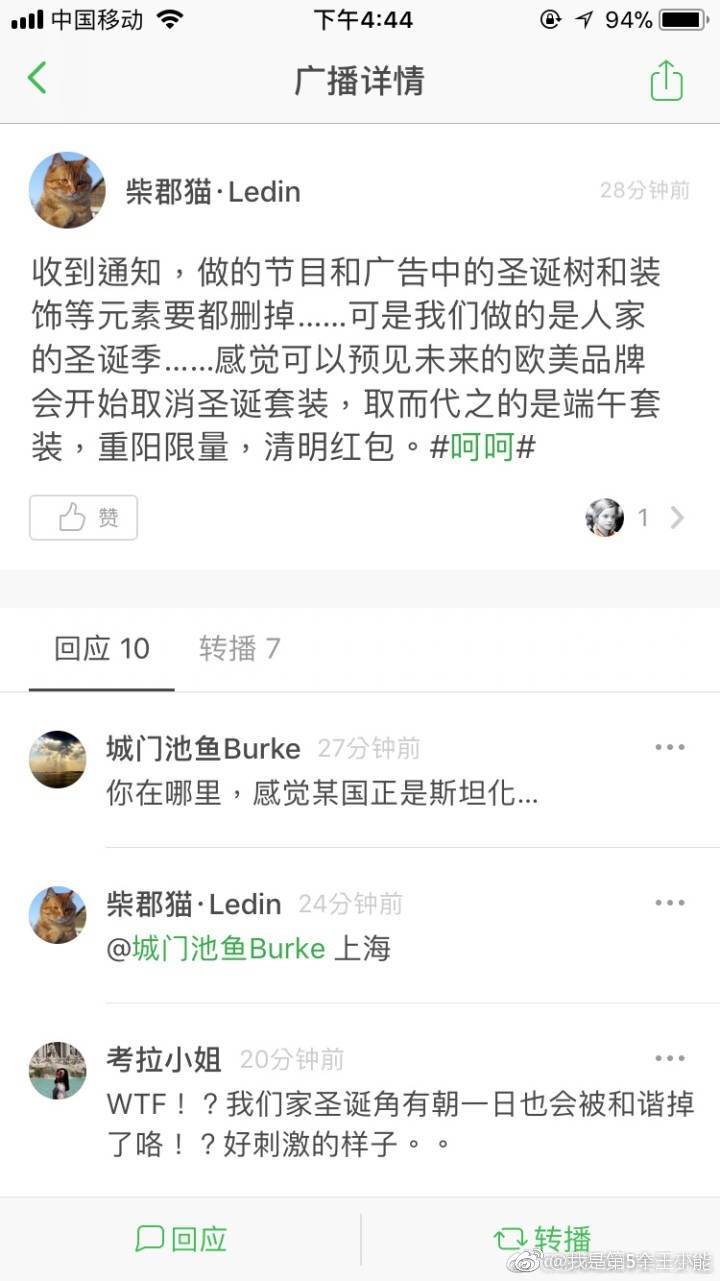 中国移动
下午4:44
94%
广播详情
柴郡猫·Ledin
28分钟前
收到通知，做的节目和广告中的圣诞树和装
饰等元素要都删掉……可是我们做的是人家
的圣诞季……感觉可以预见未来的欧美品牌
会开始取消圣诞套装，取而代之的是端午套
装，重阳限量，清明红包。#呵呵#
赞
1
回应 10
转播 7
城门池鱼Burke 27分钟前
你在哪里，感觉某国正是斯坦化...
柴郡猫·Ledin 24分钟前
@城门池鱼Burke 上海
考拉小姐 20分钟前
WTF！？我们家圣诞角有朝一日也会被和谐掉
了咯！？好刺激的样子。。
回应
转播
@我是第5个王小能